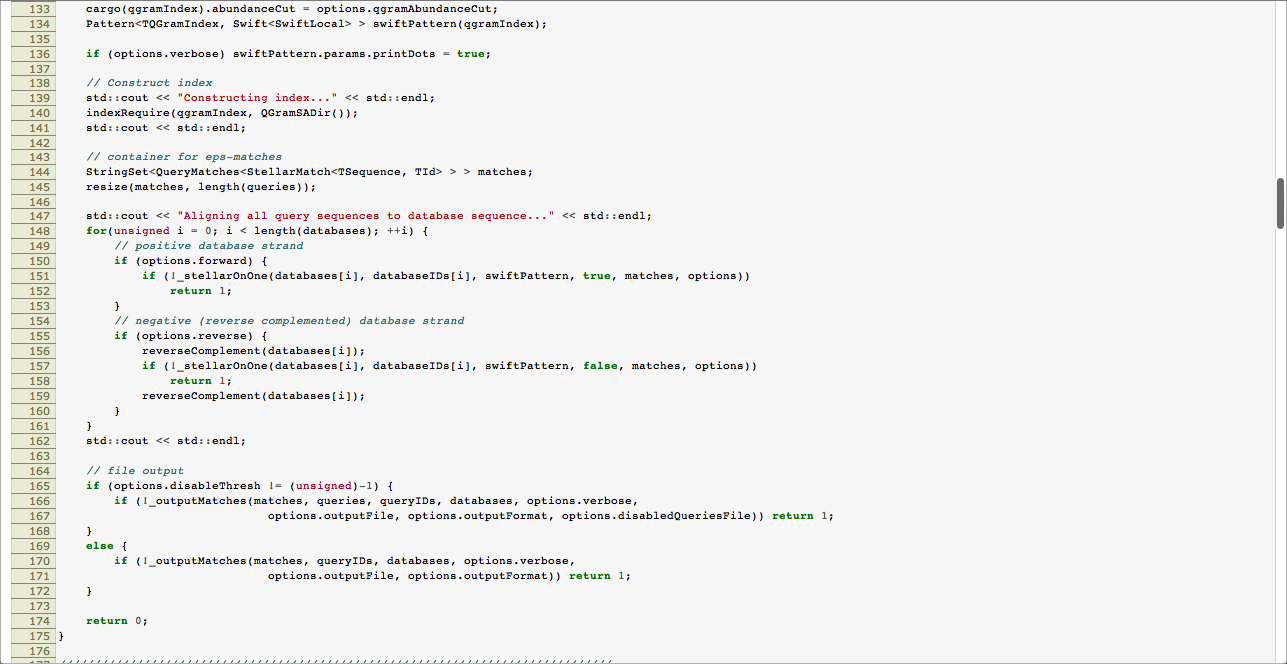 133 cargo(qgramIndex).abundanceCut = options.qgramAbundanceCut;
134 Pattern<TQGramIndex, Swift<SwiftLocal> > swiftPattern(qgramIndex);
135
136 if (options.verbose) swiftPattern.params.printDots = true;
137
138 // Construct index
139 std::cout << "Constructing index..." << std::endl;
140 indexRequire(qgramIndex, QGramSADir());
141 std::cout << std::endl;
142
143 // container for eps-matches
144 StringSet<QueryMatches<StellarMatch<TSequence, TId> > > matches;
145 resize(matches, length(queries));
146
147 std::cout << "Aligning all query sequences to database sequence..." << std::endl;
148 for(unsigned i = 0; i < length(databases); ++i) {
149 // positive database strand
150 if (options.forward) {
151 if (!_stellarOnOne(databases[i], databaseIDs[i], swiftPattern, true, matches, options))
152 return 1;
153 }
154 // negative (reverse complemented) database strand
155 if (options.reverse) {
156 reverseComplement(databases[i]);
157 if (!_stellarOnOne(databases[i], databaseIDs[i], swiftPattern, false, matches, options))
158 return 1;
159 reverseComplement(databases[i]);
160 }
161 }
162 std::cout << std::endl;
163
164 // file output
165 if (options.disableThresh != (unsigned)-1) {
166 if (!_outputMatches(matches, queries, queryIDs, databases, options.verbose,
167 options.outputFile, options.outputFormat, options.disabledQueriesFile)) return 1;
168 }
169 else {
170 if (!_outputMatches(matches, queryIDs, databases, options.verbose,
171 options.outputFile, options.outputFormat)) return 1;
172 }
173
174 return 0;
175 }
176